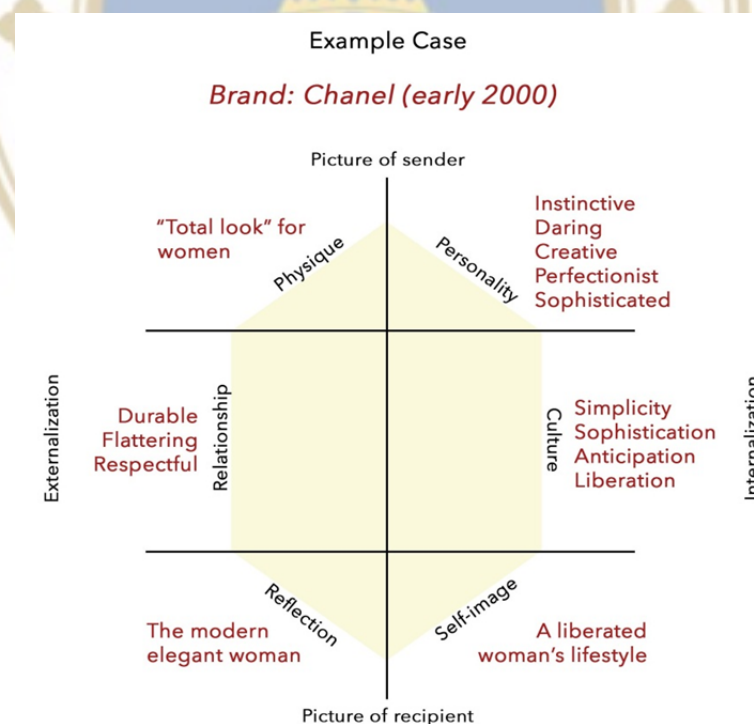 Example Case
Brand: Chanel (early 2000)
Picture of sender
"Total look" for
women
Physique
Personality
Instinctive
Daring
Creative
Perfectionist
Sophisticated
Externalization
Durable
Flattering
Respectful
Relationship
Culture
Simplicity
Sophistication
Anticipation
Liberation
Internalization
The modern
elegant woman
Reflection
Self-image
A liberated
woman's lifestyle
Picture of recipient